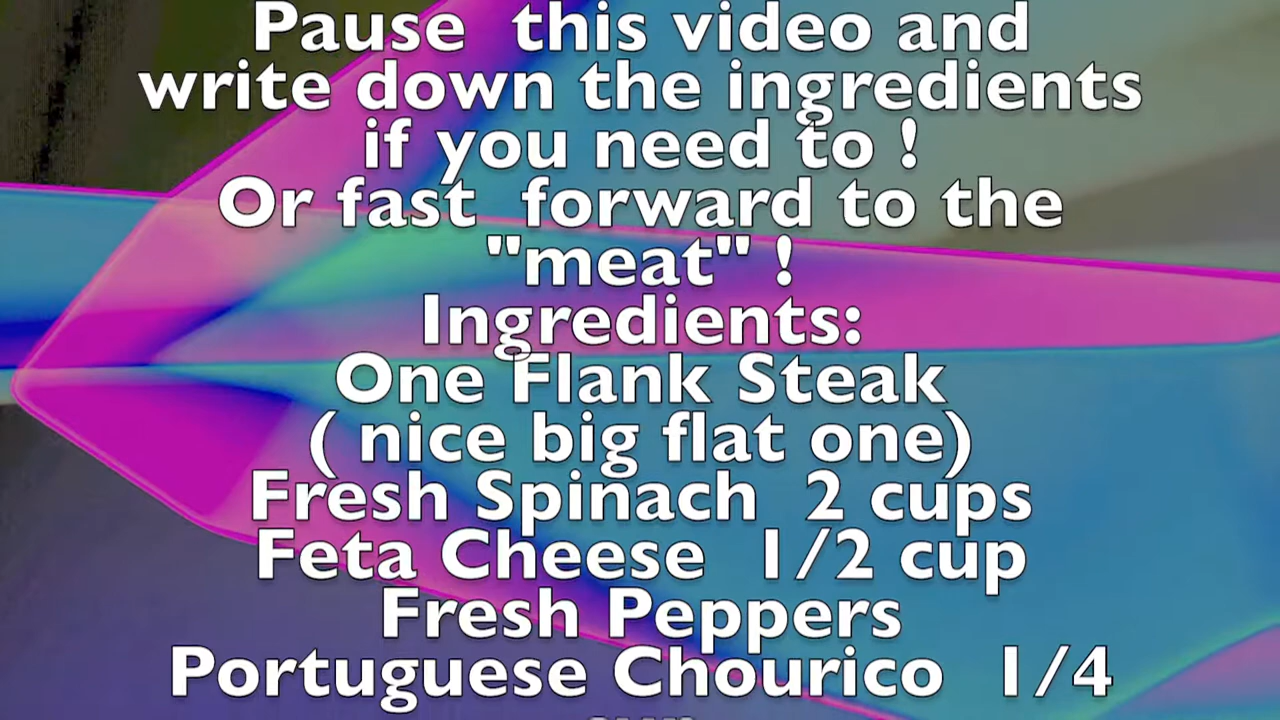 Pause this video and
write down the ingredients
if you need to !
Or fast forward to the
"meat" !
Ingredients:
One Flank Steak
( nice big flat one)
Fresh Spinach 2 cups
Feta Cheese 1/2 cup
Fresh Peppers
Portuguese Chourico 1/4